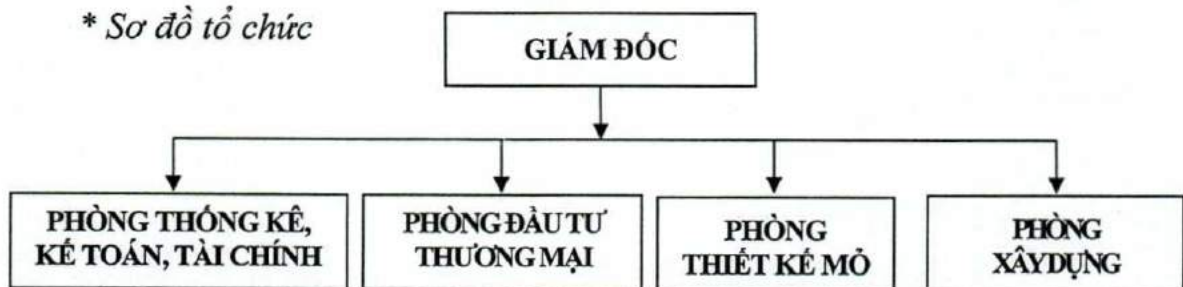 * Sơ đồ tổ chức
GIÁM ĐỐC
PHÒNG THỐNG KÊ,
KẾ TOÁN, TÀI CHÍNH
PHÒNG ĐẦU TƯ
THƯƠNG MẠI
PHÒNG
THIẾT KẾ MỎ
PHÒNG
XÂYDỰNG